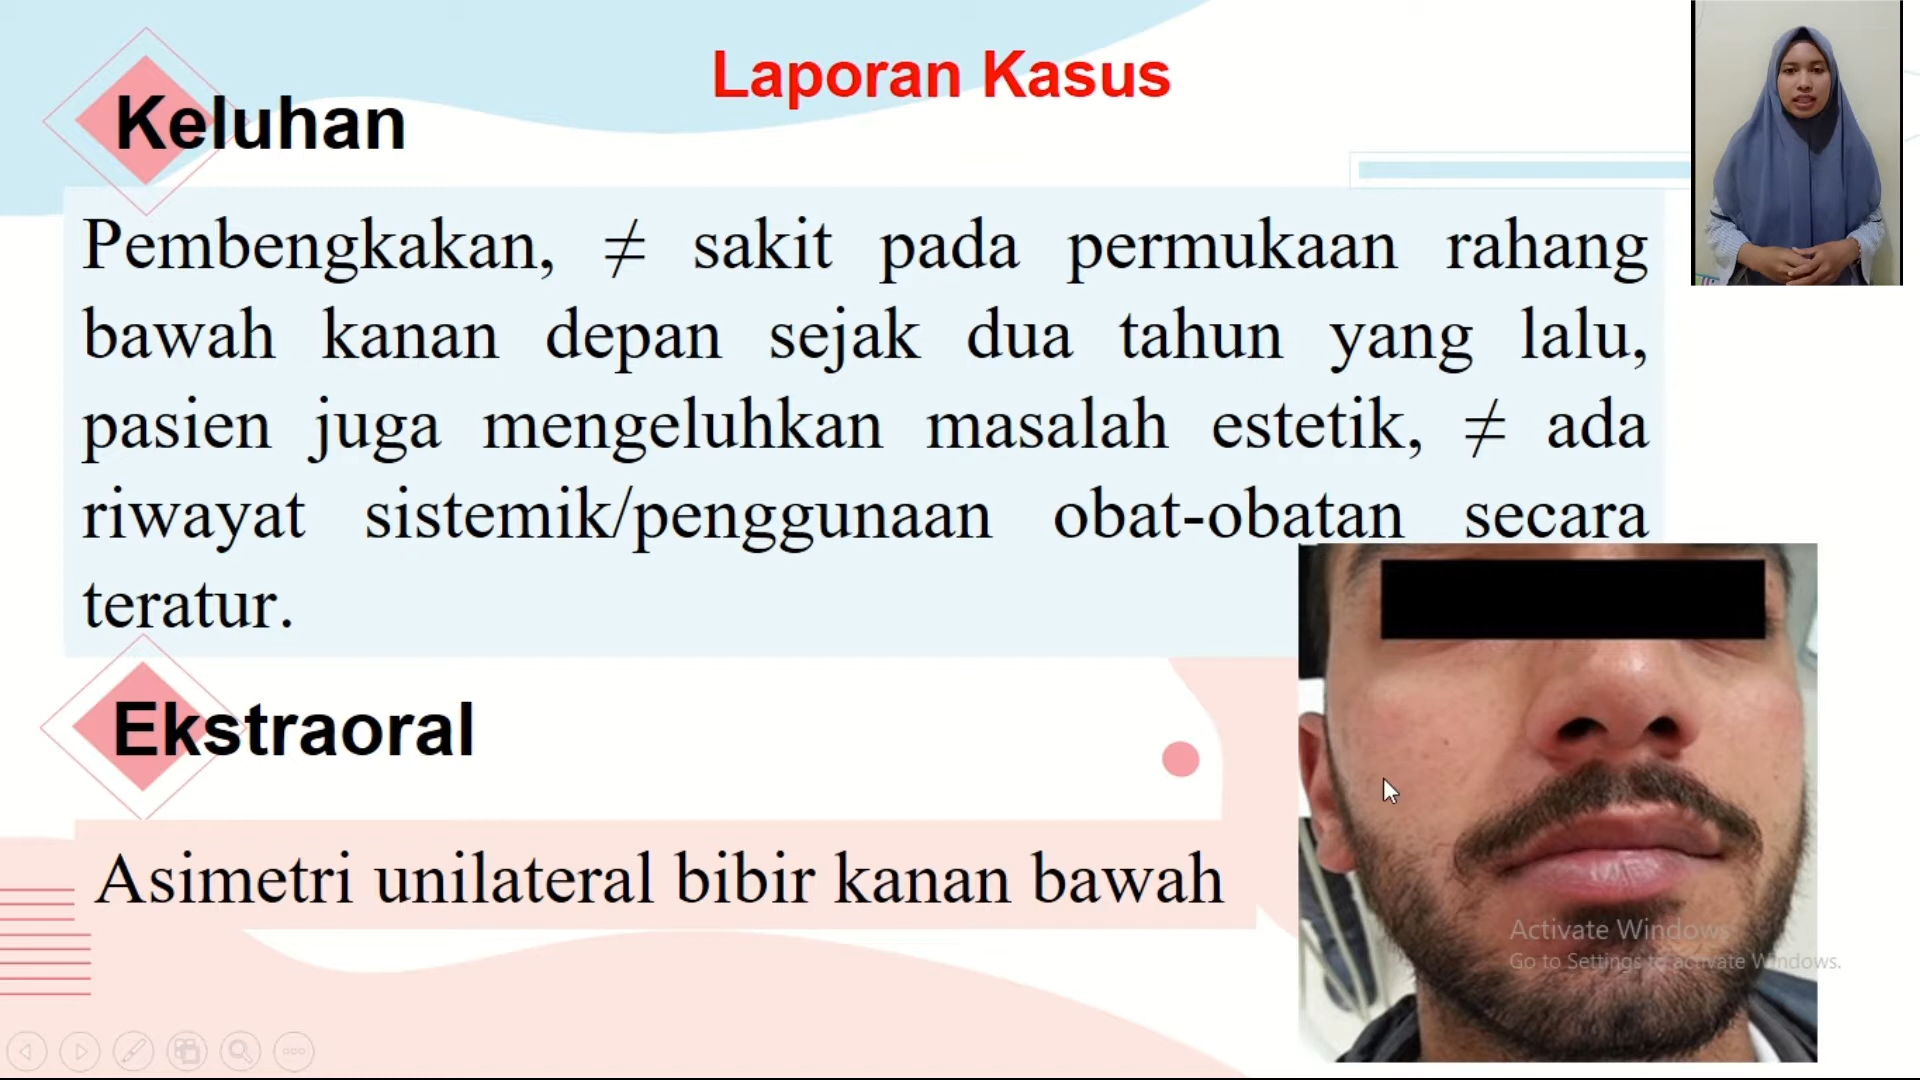 Laporan Kasus
Keluhan
Pembengkakan, ≠ sakit pada permukaan rahang
bawah kanan depan sejak dua tahun yang lalu,
pasien juga mengeluhkan masalah estetik, ≠ ada
riwayat sistemik/penggunaan obat-obatan secara
teratur.
Ekstraoral
Asimetri unilateral bibir kanan bawah
Activate Windows
Go to Settings to activate Windows.